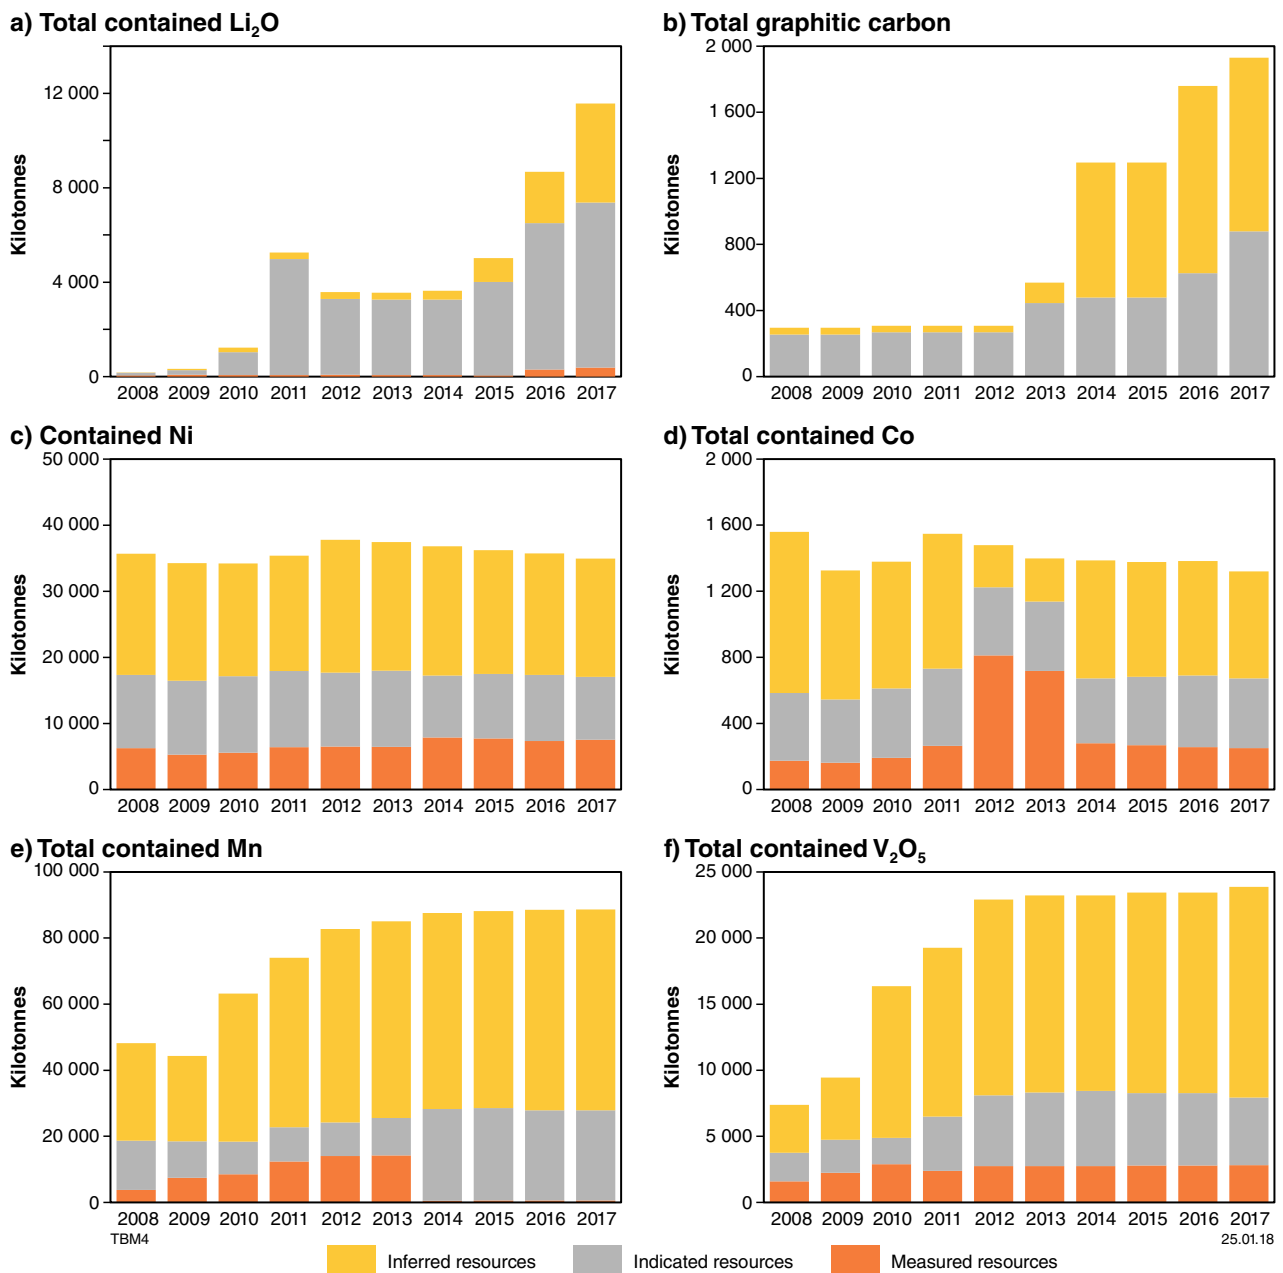 a) Total contained Li₂O
Kilotonnes
12 000
8 000
4 000
0
2008 2009 2010 2011 2012 2013 2014 2015 2016 2017
b) Total graphitic carbon
Kilotonnes
2 000
1 600
1 200
800
400
0
2008 2009 2010 2011 2012 2013 2014 2015 2016 2017
c) Contained Ni
Kilotonnes
50 000
40 000
30 000
20 000
10 000
0
2008 2009 2010 2011 2012 2013 2014 2015 2016 2017
d) Total contained Co
Kilotonnes
2 000
1 600
1 200
800
400
0
2008 2009 2010 2011 2012 2013 2014 2015 2016 2017
e) Total contained Mn
Kilotonnes
100 000
80 000
60 000
40 000
20 000
0
2008 2009 2010 2011 2012 2013 2014 2015 2016 2017
f) Total contained V₂O₅
Kilotonnes
25 000
20 000
15 000
10 000
5 000
0
2008 2009 2010 2011 2012 2013 2014 2015 2016 2017
TBM4
25.01.18
Inferred resources
Indicated resources
Measured resources